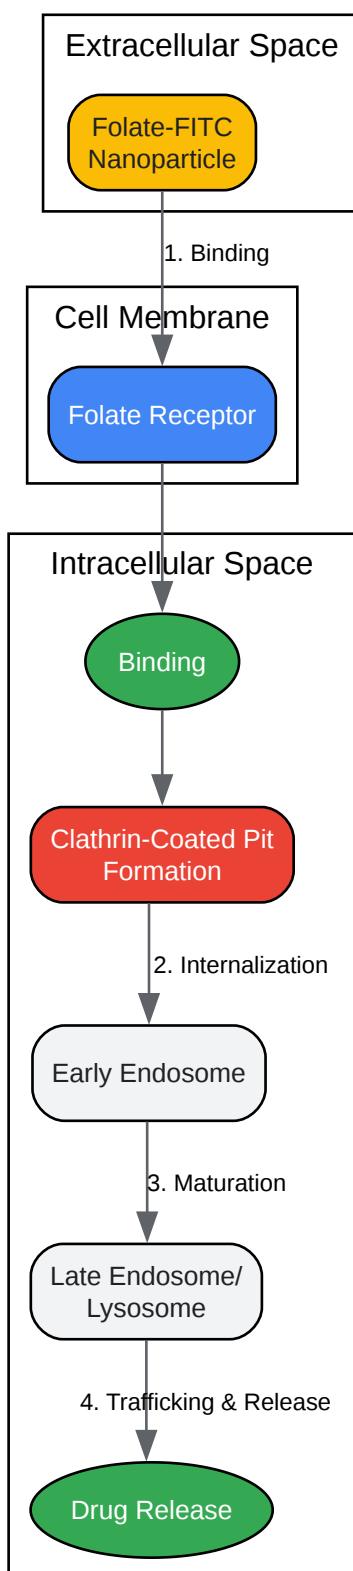 Extracellular Space
Folate-FITC
Nanoparticle
1. Binding
Cell Membrane
Folate Receptor
Intracellular Space
Binding
Clathrin-Coated Pit
Formation
2. Internalization
Early Endosome
3. Maturation
Late Endosome/
Lysosome
4. Trafficking & Release
Drug Release